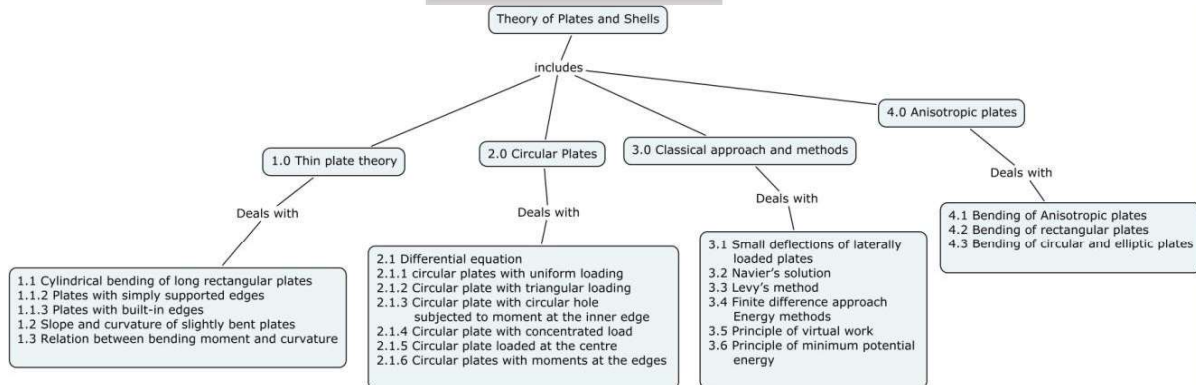 Theory of Plates and Shells
includes
4.0 Anisotropic plates
1.0 Thin plate theory
2.0 Circular Plates
3.0 Classical approach and methods
Deals with
Deals with
Deals with
Deals with
1.1 Cylindrical bending of long rectangular plates
1.1.2 Plates with simply supported edges
1.1.3 Plates with built-in edges
1.2 Slope and curvature of slightly bent plates
1.3 Relation between bending moment and curvature
2.1 Differential equation
2.1.1 circular plates with uniform loading
2.1.2 Circular plate with triangular loading
2.1.3 Circular plate with circular hole
subjected to moment at the inner edge
2.1.4 Circular plate with concentrated load
2.1.5 Circular plate loaded at the centre
2.1.6 Circular plates with moments at the edges
3.1 Small deflections of laterally
loaded plates
3.2 Navier's solution
3.3 Levy's method
3.4 Finite difference approach
Energy methods
3.5 Principle of virtual work
3.6 Principle of minimum potential
energy
4.1 Bending of Anisotropic plates
4.2 Bending of rectangular plates
4.3 Bending of circular and elliptic plates